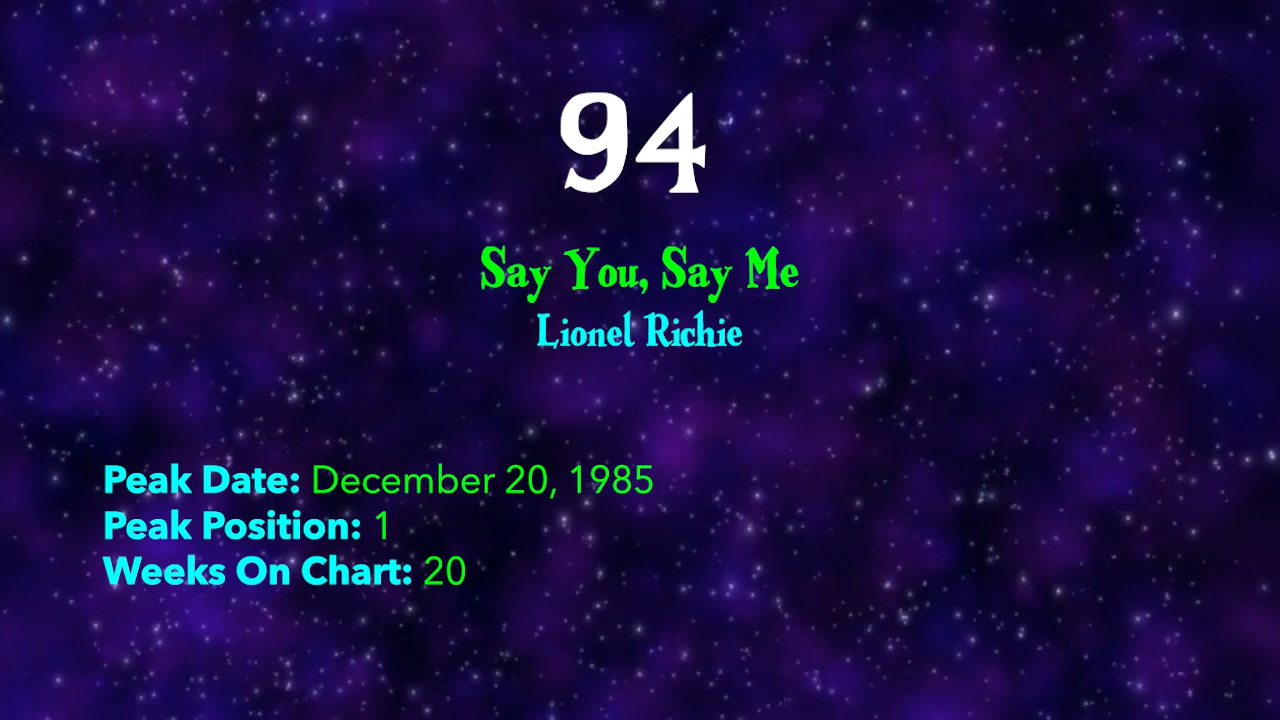 94
Say You, Say Me
Lionel Richie
Peak Date: December 20, 1985
Peak Position: 1
Weeks On Chart: 20